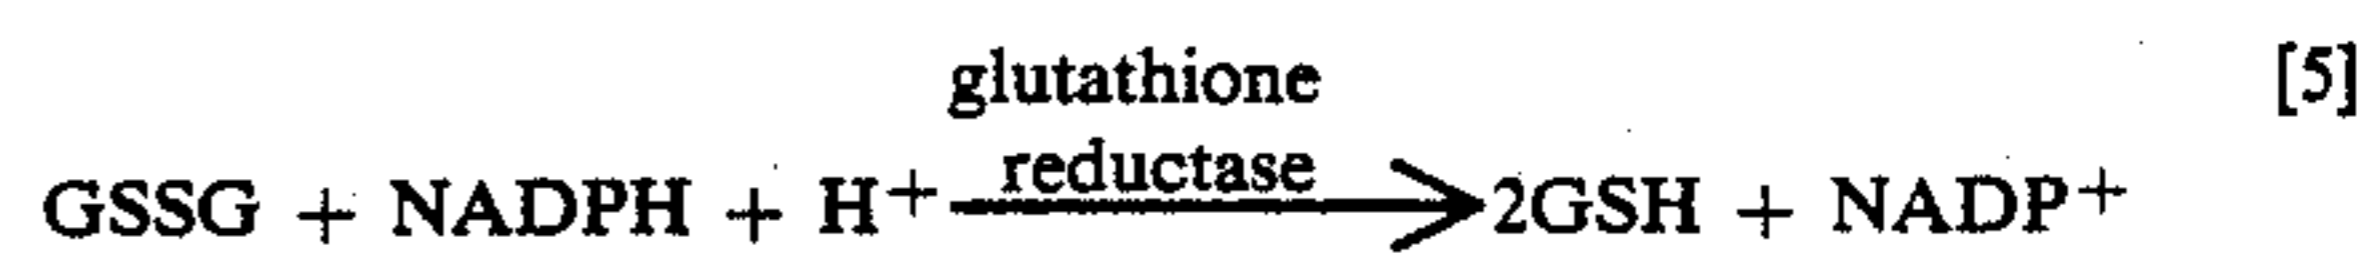 glutathione [5]
reductase
GSSG + NADPH + H+ 2GSH + NADP+